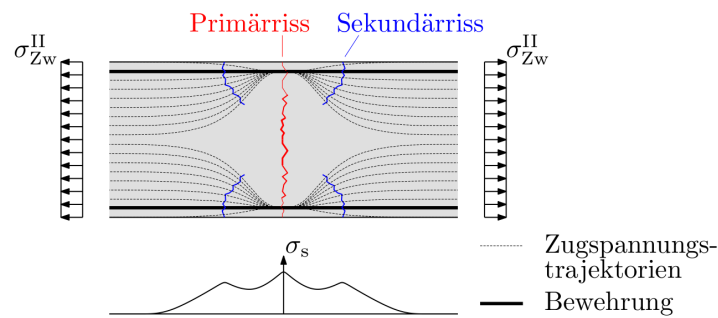 Primärriss
Sekundärriss
σ^II_Zw
σ^II_Zw
σ_s
Zugspannungs-
trajektorien
Bewehrung